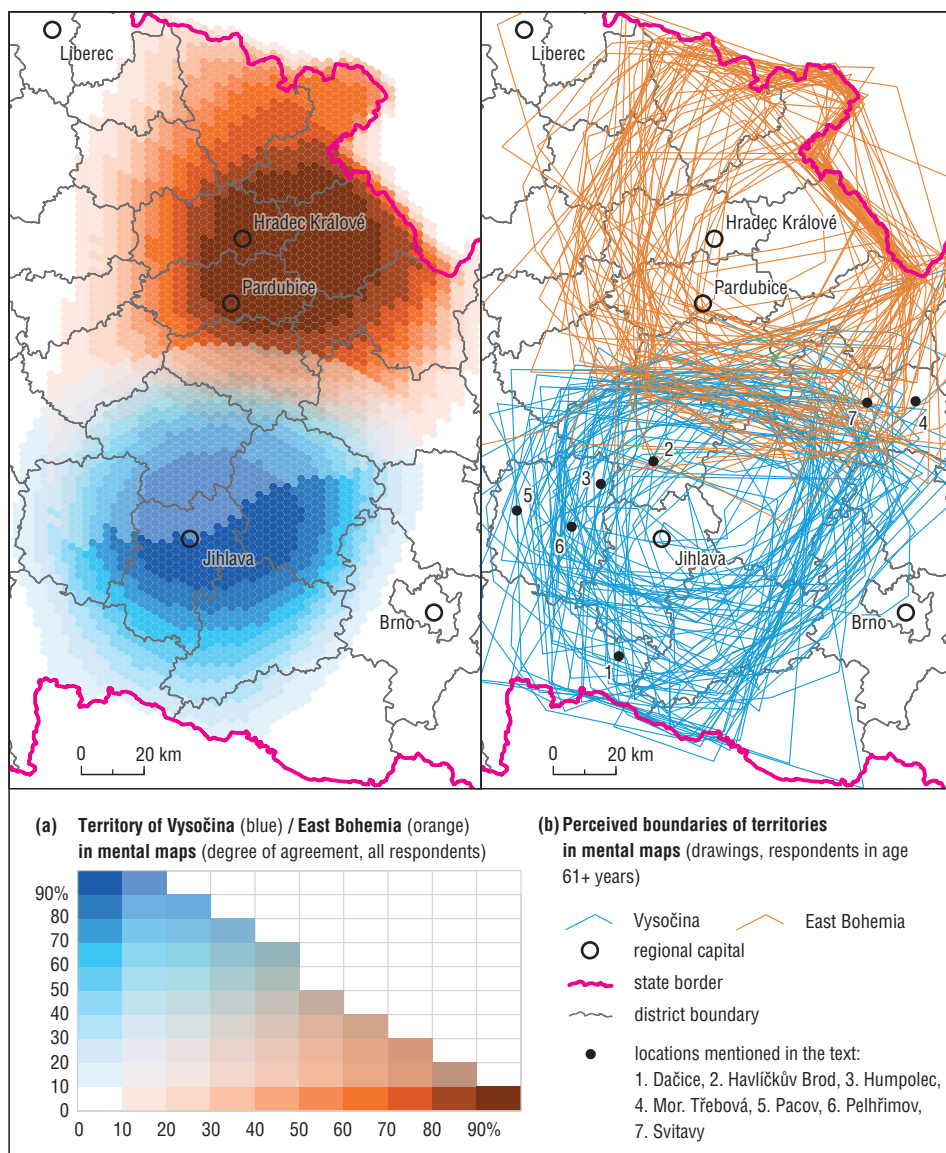 Liberec
Hradec Králové
Pardubice
Jihlava
Brno
0 20 km
Liberec
Hradec Králové
Pardubice
7
4
2
3
5
6
Jihlava
Brno
1
0 20 km
(a) Territory of Vysočina (blue) / East Bohemia (orange)
in mental maps (degree of agreement, all respondents)
90%
80
70
60
50
40
30
20
10
0
0 10 20 30 40 50 60 70 80 90%
(b) Perceived boundaries of territories
in mental maps (drawings, respondents in age
61+ years)
Vysočina East Bohemia
regional capital
state border
district boundary
locations mentioned in the text:
1. Dačice, 2. Havlíčkův Brod, 3. Humpolec,
4. Mor. Třebová, 5. Pacov, 6. Pelhřimov,
7. Svitavy